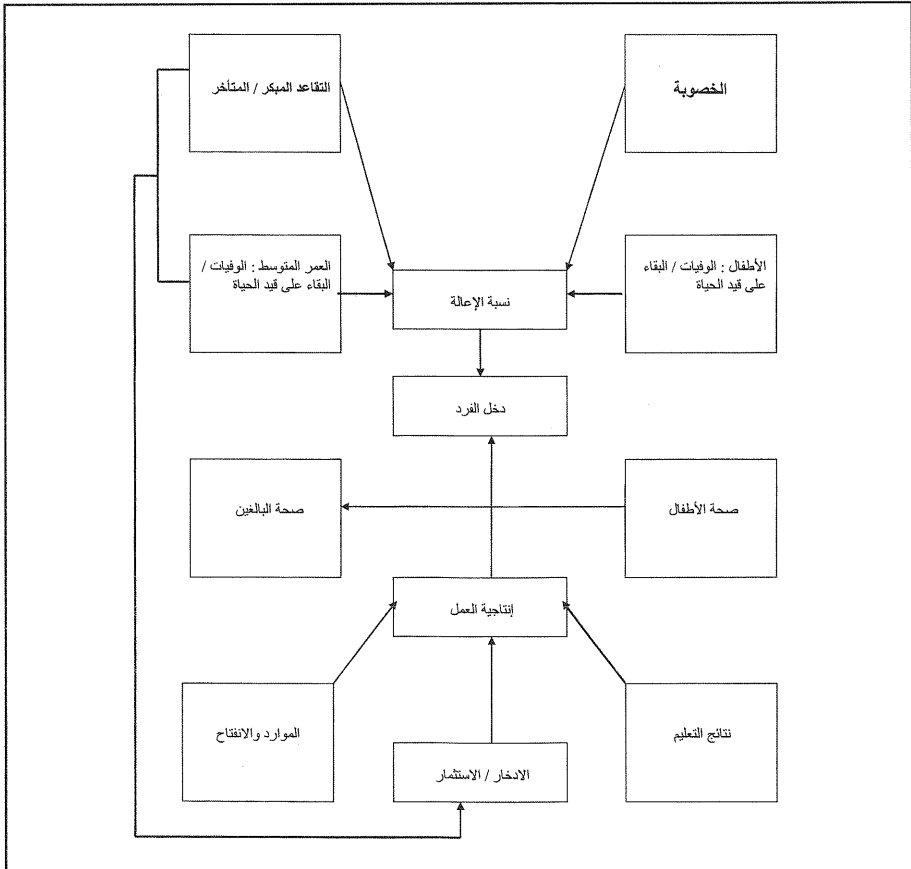 الخصوبة
التقاعد المبكر / المتأخر
الأطفال : الوفيات / البقاء
على قيد الحياة
العمر المتوسط : الوفيات /
البقاء على قيد الحياة
نسبة الإعالة
دخل الفرد
صحة الأطفال
صحة البالغين
إنتاجية العمل
نتائج التعليم
الموارد والانفتاح
الادخار / الاستثمار